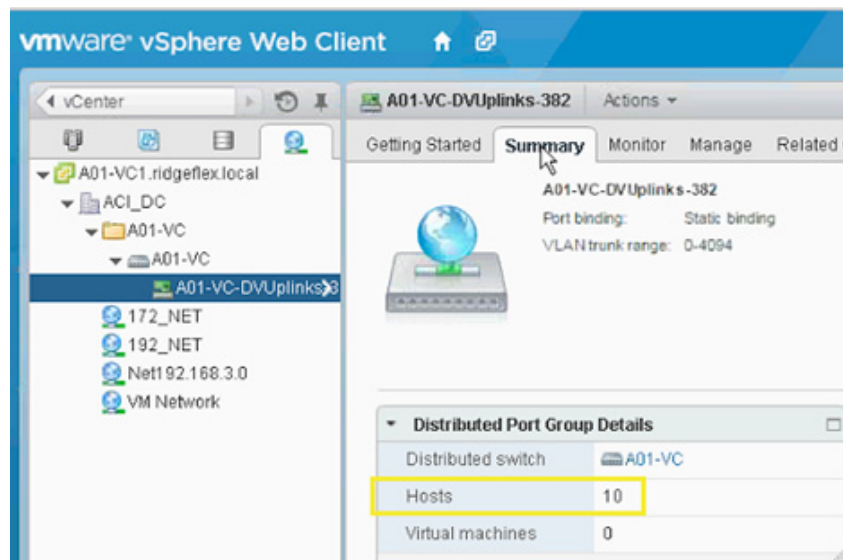 vmware® vSphere Web Client
vCenter
A01-VC1.ridgeflex.local
ACI_DC
A01-VC
A01-VC
A01-VC-DVUplinks
172_NET
192_NET
Net192.168.3.0
VM Network
A01-VC-DVUplinks-382 Actions
Getting Started Summary Monitor Manage Related
A01-VC-DVUplinks-382
Port binding: Static binding
VLAN trunk range: 0-4094
Distributed Port Group Details
Distributed switch A01-VC
Hosts 10
Virtual machines 0